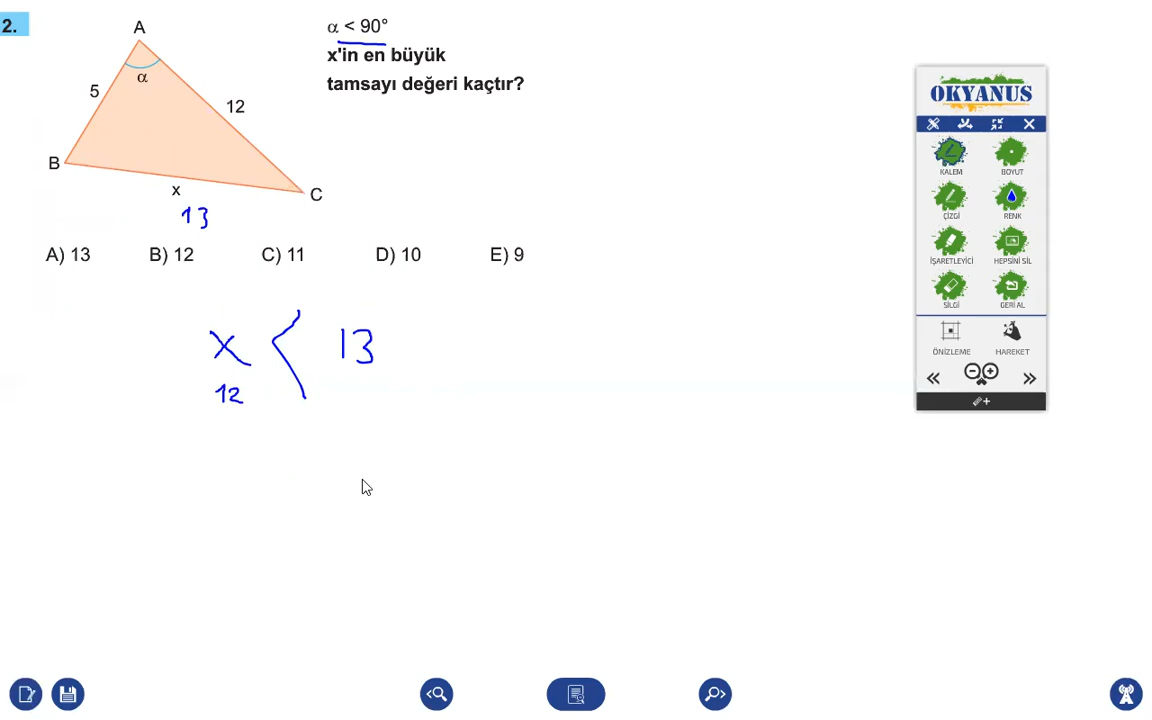 2.
A
α < 90°
x'in en büyük
tamsayı değeri kaçtır?
α
5
12
B
x
C
13
A) 13 B) 12 C) 11 D) 10 E) 9
x < 13
12
OKYANUS
KALEM BOYUT
ÇİZGİ RENK
İŞARETLEYİCİ HEPSİNİ SİL
SİLGİ GERİ AL
ÖNİZLEME HAREKET